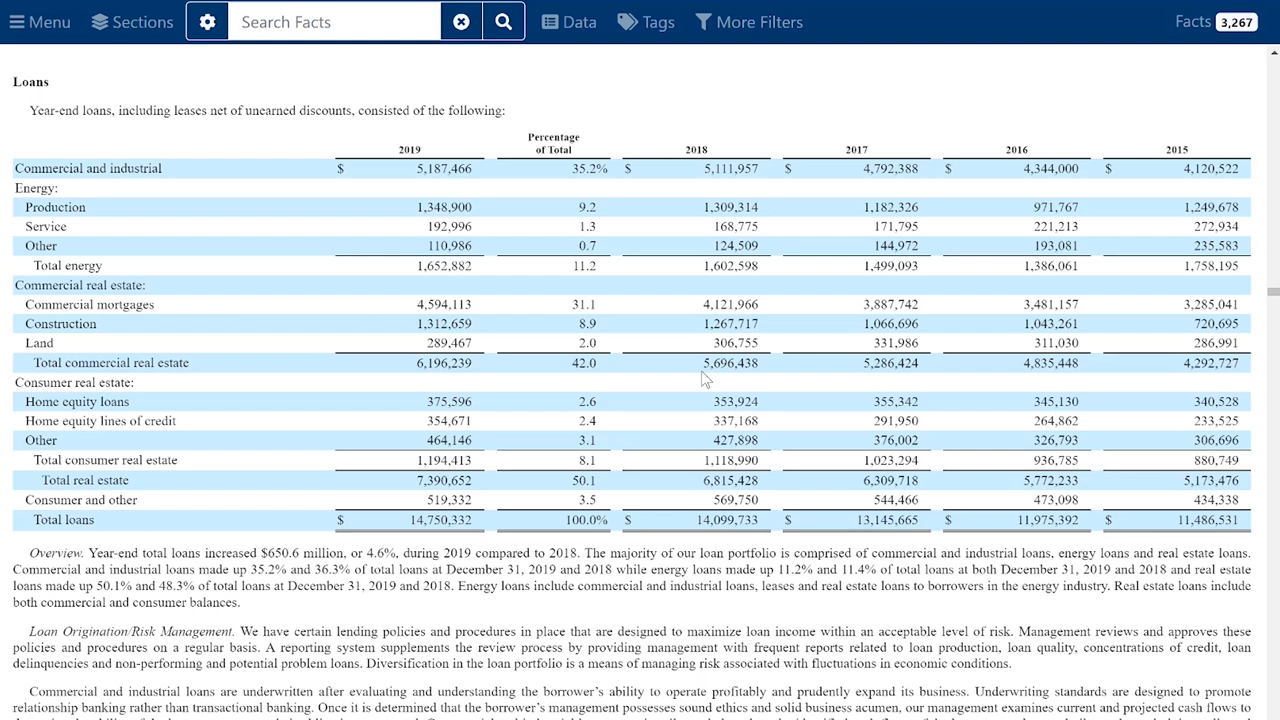 Menu Sections Search Facts Data Tags More Filters Facts 3,267
Loans
Year-end loans, including leases net of unearned discounts, consisted of the following:
2019 Percentage of Total 2018 2017 2016 2015
Commercial and industrial $ 5,187,466 35.2% $ 5,111,957 $ 4,792,388 $ 4,344,000 $ 4,120,522
Energy:
Production 1,348,900 9.2 1,309,314 1,182,326 971,767 1,249,678
Service 192,996 1.3 168,775 171,795 221,213 272,934
Other 110,986 0.7 124,509 144,972 193,081 235,583
Total energy 1,652,882 11.2 1,602,598 1,499,093 1,386,061 1,758,195
Commercial real estate:
Commercial mortgages 4,594,113 31.1 4,121,966 3,887,742 3,481,157 3,285,041
Construction 1,312,659 8.9 1,267,717 1,066,696 1,043,261 720,695
Land 289,467 2.0 306,755 331,986 311,030 286,991
Total commercial real estate 6,196,239 42.0 5,696,438 5,286,424 4,835,448 4,292,727
Consumer real estate:
Home equity loans 375,596 2.6 353,924 355,342 345,130 340,528
Home equity lines of credit 354,671 2.4 337,168 291,950 264,862 233,525
Other 464,146 3.1 427,898 376,002 326,793 306,696
Total consumer real estate 1,194,413 8.1 1,118,990 1,023,294 936,785 880,749
Total real estate 7,390,652 50.1 6,815,428 6,309,718 5,772,233 5,173,476
Consumer and other 519,332 3.5 569,750 544,466 473,098 434,338
Total loans $ 14,750,332 100.0% $ 14,099,733 $ 13,145,665 $ 11,975,392 $ 11,486,531
Overview. Year-end total loans increased $650.6 million, or 4.6%, during 2019 compared to 2018. The majority of our loan portfolio is comprised of commercial and industrial loans, energy loans and real estate loans.
Commercial and industrial loans made up 35.2% and 36.3% of total loans at December 31, 2019 and 2018 while energy loans made up 11.2% and 11.4% of total loans at both December 31, 2019 and 2018 and real estate
loans made up 50.1% and 48.3% of total loans at December 31, 2019 and 2018. Energy loans include commercial and industrial loans, leases and real estate loans to borrowers in the energy industry. Real estate loans include
both commercial and consumer balances.
Loan Origination/Risk Management. We have certain lending policies and procedures in place that are designed to maximize loan income within an acceptable level of risk. Management reviews and approves these
policies and procedures on a regular basis. A reporting system supplements the review process by providing management with frequent reports related to loan production, loan quality, concentrations of credit, loan
delinquencies and non-performing and potential problem loans. Diversification in the loan portfolio is a means of managing risk associated with fluctuations in economic conditions.
Commercial and industrial loans are underwritten after evaluating and understanding the borrower's ability to operate profitably and prudently expand its business. Underwriting standards are designed to promote
relationship banking rather than transactional banking. Once it is determined that the borrower's management possesses sound ethics and solid business acumen, our management examines current and projected cash flows to